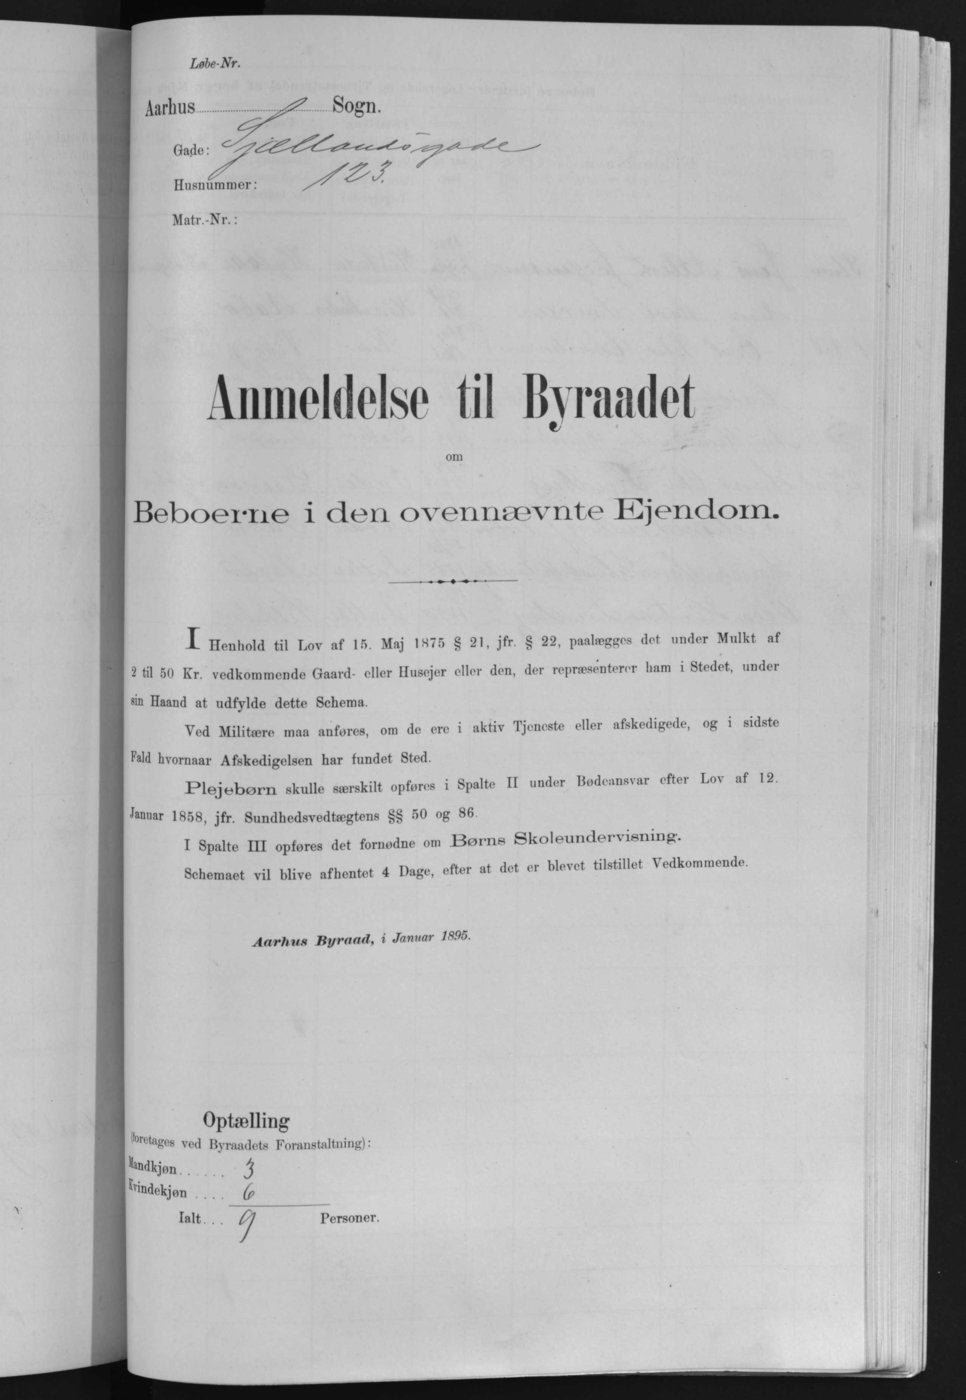 Løbe-Nr.
Aarhus Sogn.
Gade: Sjællandsgade
Husnummer: 123.
Matr.-Nr.:
Anmeldelse til Byraadet
om
Beboerne i den ovennævnte Ejendom.
I Henhold til Lov af 15. Maj 1875 § 21, jfr. § 22, paalægges det under Mulkt af
2 til 50 Kr. vedkommende Gaard- eller Husejer eller den, der repræsenterer ham i Stedet, under
sin Haand at udfylde dette Schema.
Ved Militære maa anføres, om de ere i aktiv Tjeneste eller afskedigede, og i sidste
Fald hvornaar Afskedigelsen har fundet Sted.
Plejebørn skulle særskilt opføres i Spalte II under Bødeansvar efter Lov af 12.
Januar 1858, jfr. Sundhedsvedtægtens §§ 50 og 86.
I Spalte III opføres det fornødne om Børns Skoleundervisning.
Schemaet vil blive afhentet 4 Dage, efter at det er blevet tilstillet Vedkommende.
Aarhus Byraad, i Januar 1895.
Optælling
(foretages ved Byraadets Foranstaltning):
Mandkjøn...... 3
Kvindekjøn .... 6
Ialt... 9 Personer.